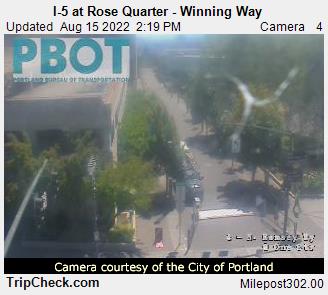 I-5 at Rose Quarter - Winning Way
Updated Aug 15 2022 2:19 PM Camera 4
PBOT
PORTLAND BUREAU OF TRANSPORTATION
Camera courtesy of the City of Portland
TripCheck.com Milepost302.00